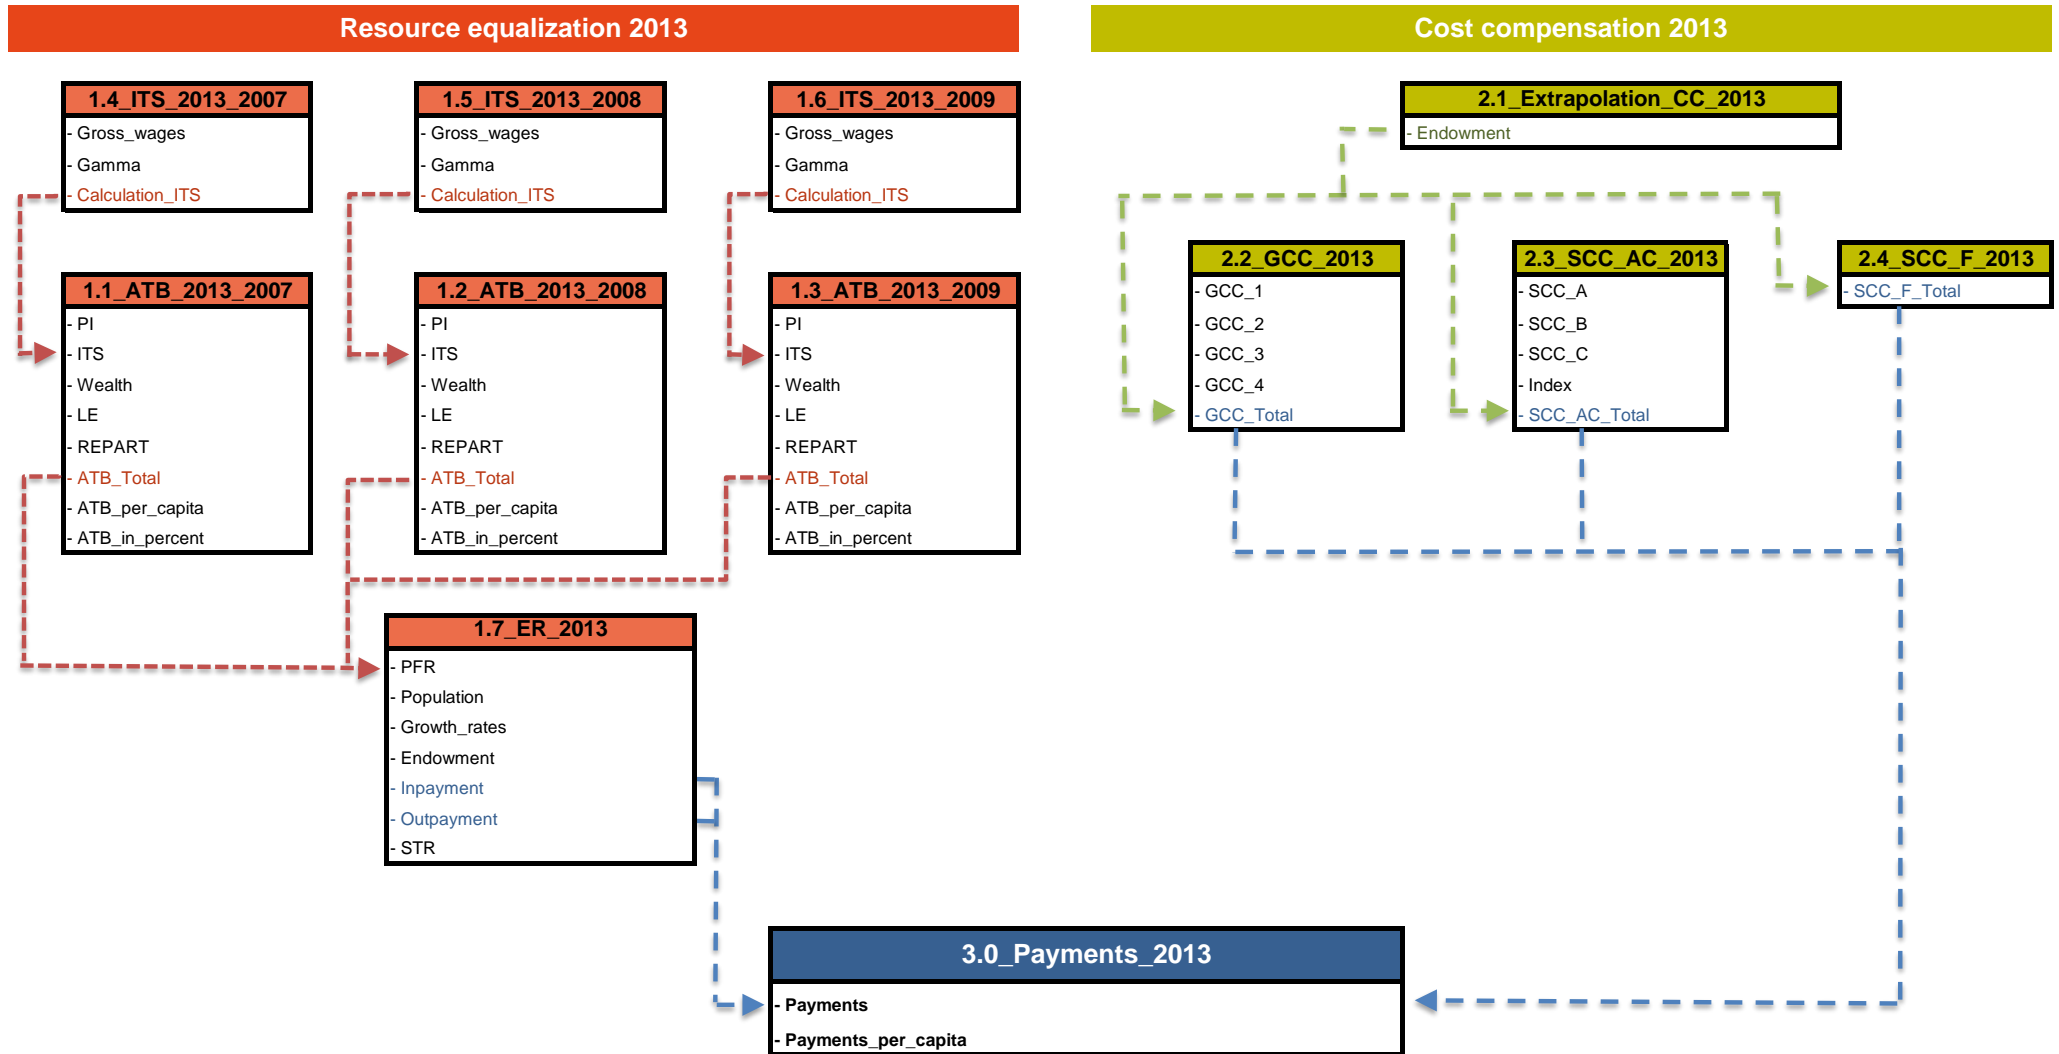 Resource equalization 2013
Cost compensation 2013
1.4_ITS_2013_2007
- Gross_wages
- Gamma
- Calculation_ITS
1.5_ITS_2013_2008
- Gross_wages
- Gamma
- Calculation_ITS
1.6_ITS_2013_2009
- Gross_wages
- Gamma
- Calculation_ITS
2.1_Extrapolation_CC_2013
- Endowment
1.1_ATB_2013_2007
- PI
- ITS
- Wealth
- LE
- REPART
- ATB_Total
- ATB_per_capita
- ATB_in_percent
1.2_ATB_2013_2008
- PI
- ITS
- Wealth
- LE
- REPART
- ATB_Total
- ATB_per_capita
- ATB_in_percent
1.3_ATB_2013_2009
- PI
- ITS
- Wealth
- LE
- REPART
- ATB_Total
- ATB_per_capita
- ATB_in_percent
2.2_GCC_2013
- GCC_1
- GCC_2
- GCC_3
- GCC_4
- GCC_Total
2.3_SCC_AC_2013
- SCC_A
- SCC_B
- SCC_C
- Index
- SCC_AC_Total
2.4_SCC_F_2013
- SCC_F_Total
1.7_ER_2013
- PFR
- Population
- Growth_rates
- Endowment
- Inpayment
- Outpayment
- STR
3.0_Payments_2013
- Payments
- Payments_per_capita